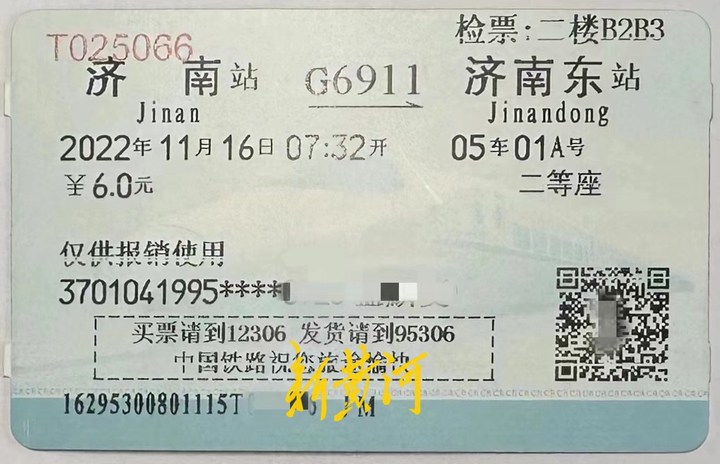 T025066
检票:二楼B2B3
济南站 G6911 济南东站
Jinan Jinandong
2022年11月16日 07:32开 05车01A号
¥6.0元 二等座
仅供报销使用
3701041995****
买票请到12306 发货请到95306
中国铁路祝您旅途愉快
新黄河
16295300801115T M